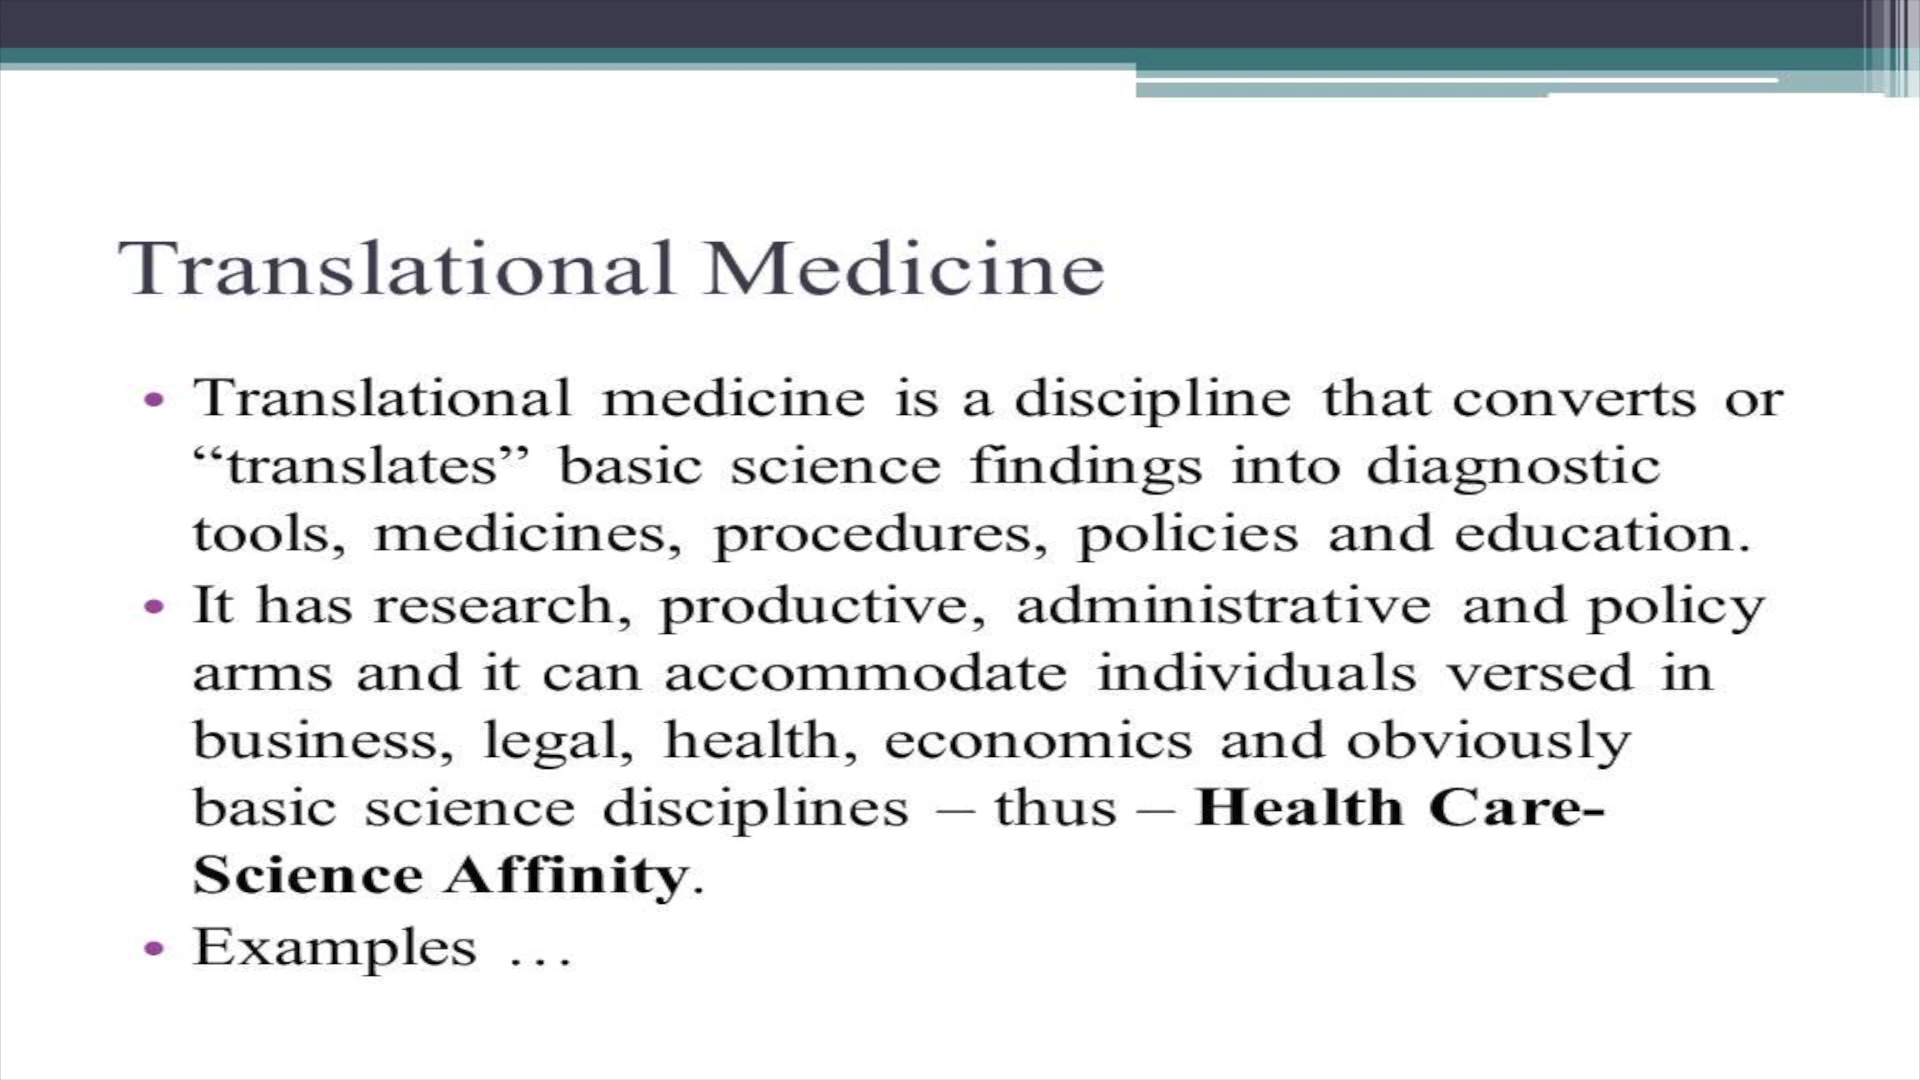 Translational Medicine
• Translational medicine is a discipline that converts or
“translates” basic science findings into diagnostic
tools, medicines, procedures, policies and education.
• It has research, productive, administrative and policy
arms and it can accommodate individuals versed in
business, legal, health, economics and obviously
basic science disciplines – thus – Health Care-
Science Affinity.
• Examples …